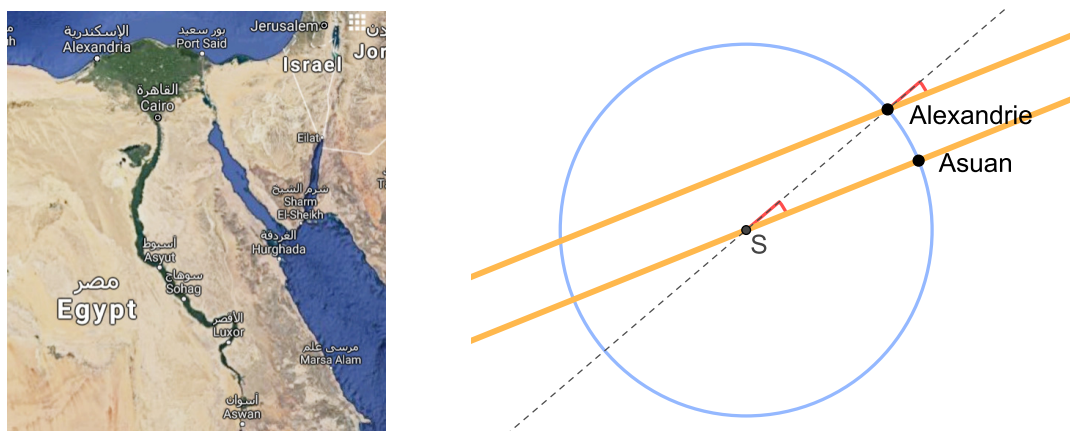 الإسكندرية
Alexandria
بور سعيد
Port Said
Jerusalem
Israel
Jor
القاهرة
Cairo
Eilat
شرم الشيخ
Sharm
El-Sheikh
الغردقة
Hurghada
أسيوط
Asyut
سوهاج
Sohag
مصر
Egypt
الأقصر
Luxor
مرسى علم
Marsa Alam
أسوان
Aswan
Alexandrie
Asuan
S